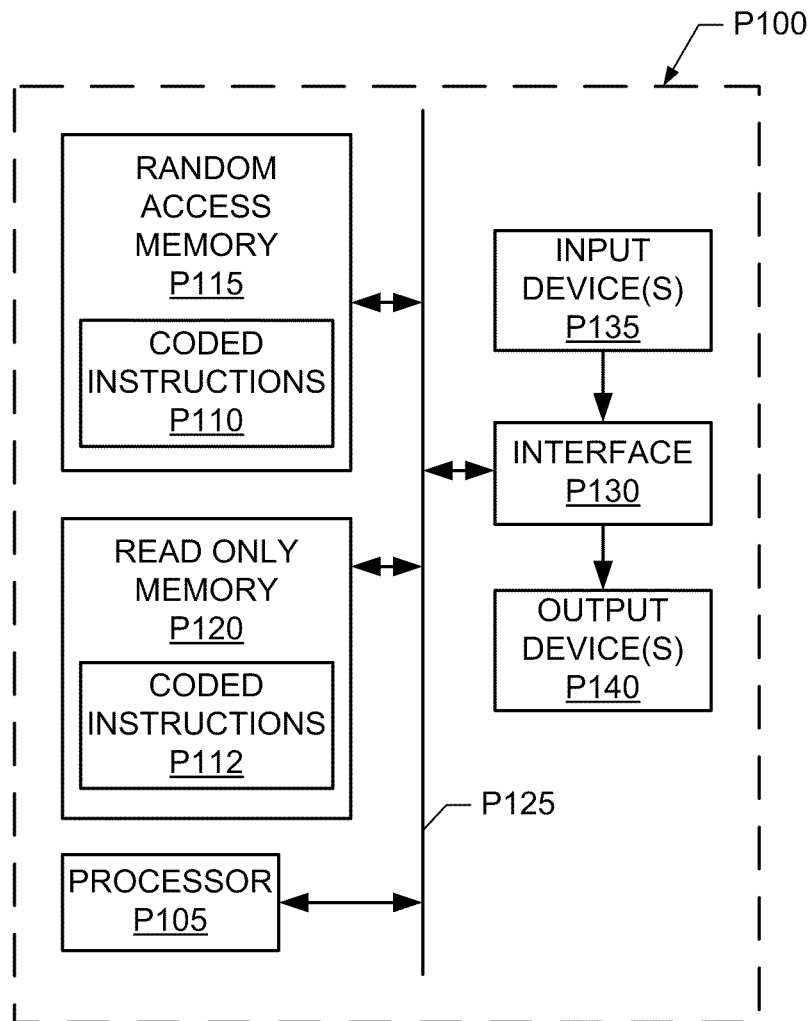 P100
RANDOM
ACCESS
MEMORY
P115
CODED
INSTRUCTIONS
P110
READ ONLY
MEMORY
P120
CODED
INSTRUCTIONS
P112
PROCESSOR
P105
P125
INPUT
DEVICE(S)
P135
INTERFACE
P130
OUTPUT
DEVICE(S)
P140